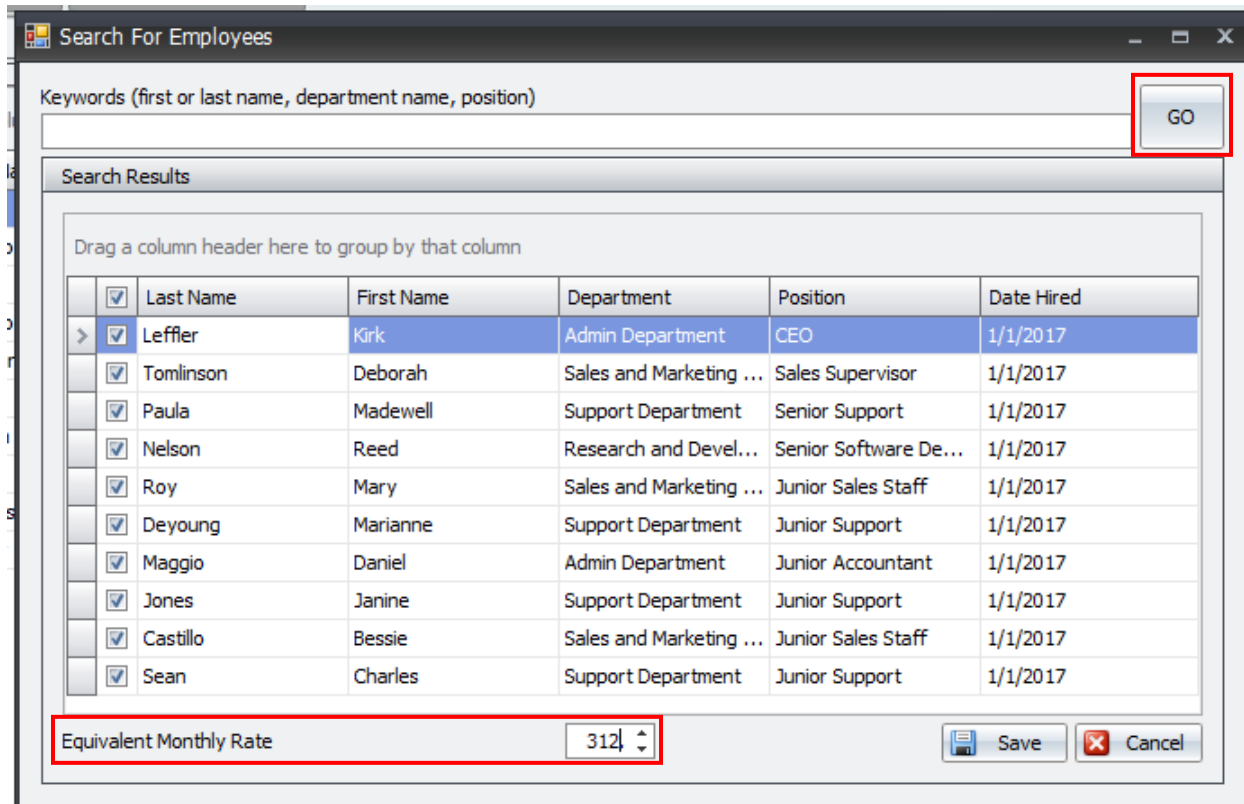 Search For Employees
Keywords (first or last name, department name, position)
GO
Search Results
Drag a column header here to group by that column
Last Name First Name Department Position Date Hired
Leffler Kirk Admin Department CEO 1/1/2017
Tomlinson Deborah Sales and Marketing ... Sales Supervisor 1/1/2017
Paula Madewell Support Department Senior Support 1/1/2017
Nelson Reed Research and Devel... Senior Software De... 1/1/2017
Roy Mary Sales and Marketing ... Junior Sales Staff 1/1/2017
Deyoung Marianne Support Department Junior Support 1/1/2017
Maggio Daniel Admin Department Junior Accountant 1/1/2017
Jones Janine Support Department Junior Support 1/1/2017
Castillo Bessie Sales and Marketing ... Junior Sales Staff 1/1/2017
Sean Charles Support Department Junior Support 1/1/2017
Equivalent Monthly Rate 312 Save Cancel